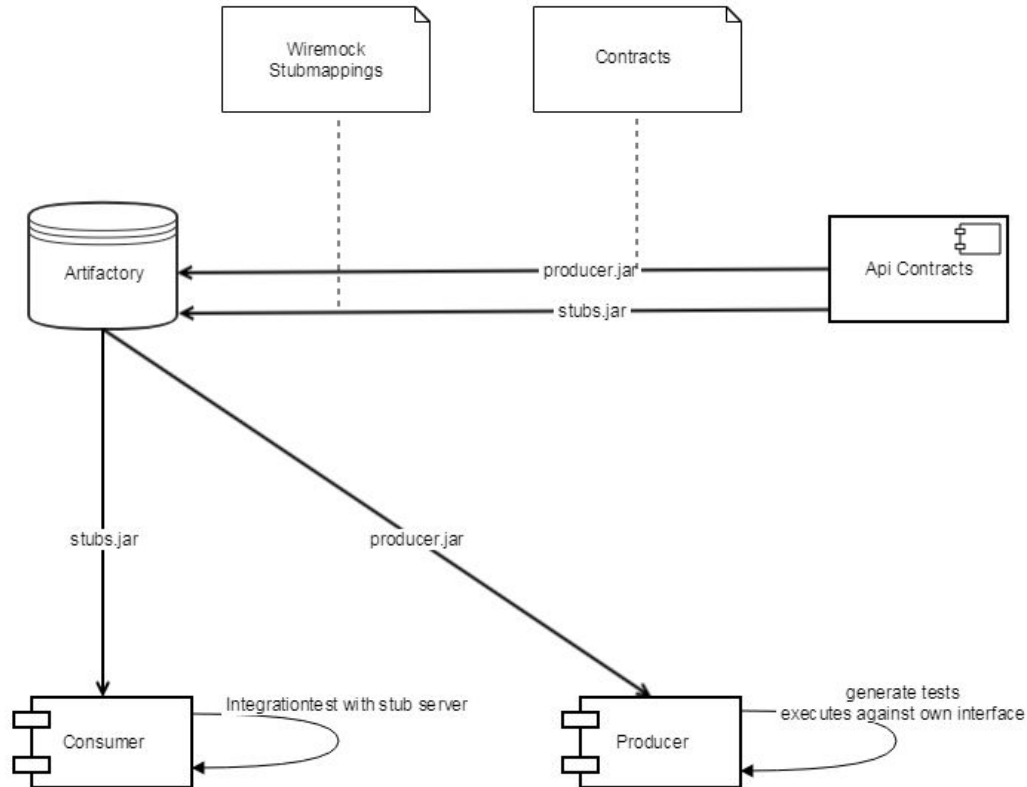 Wiremock
Stubmappings
Contracts
Artifactory
producer.jar
Api Contracts
stubs.jar
stubs.jar
producer.jar
Integrationtest with stub server
generate tests
executes against own interface
Consumer
Producer